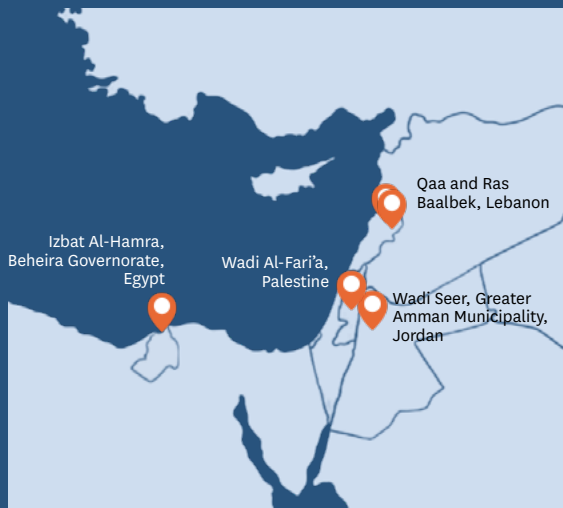 Qaa and Ras
Baalbek, Lebanon
Izbat Al-Hamra,
Beheira Governorate,
Egypt
Wadi Al-Fari’a,
Palestine
Wadi Seer, Greater
Amman Municipality,
Jordan